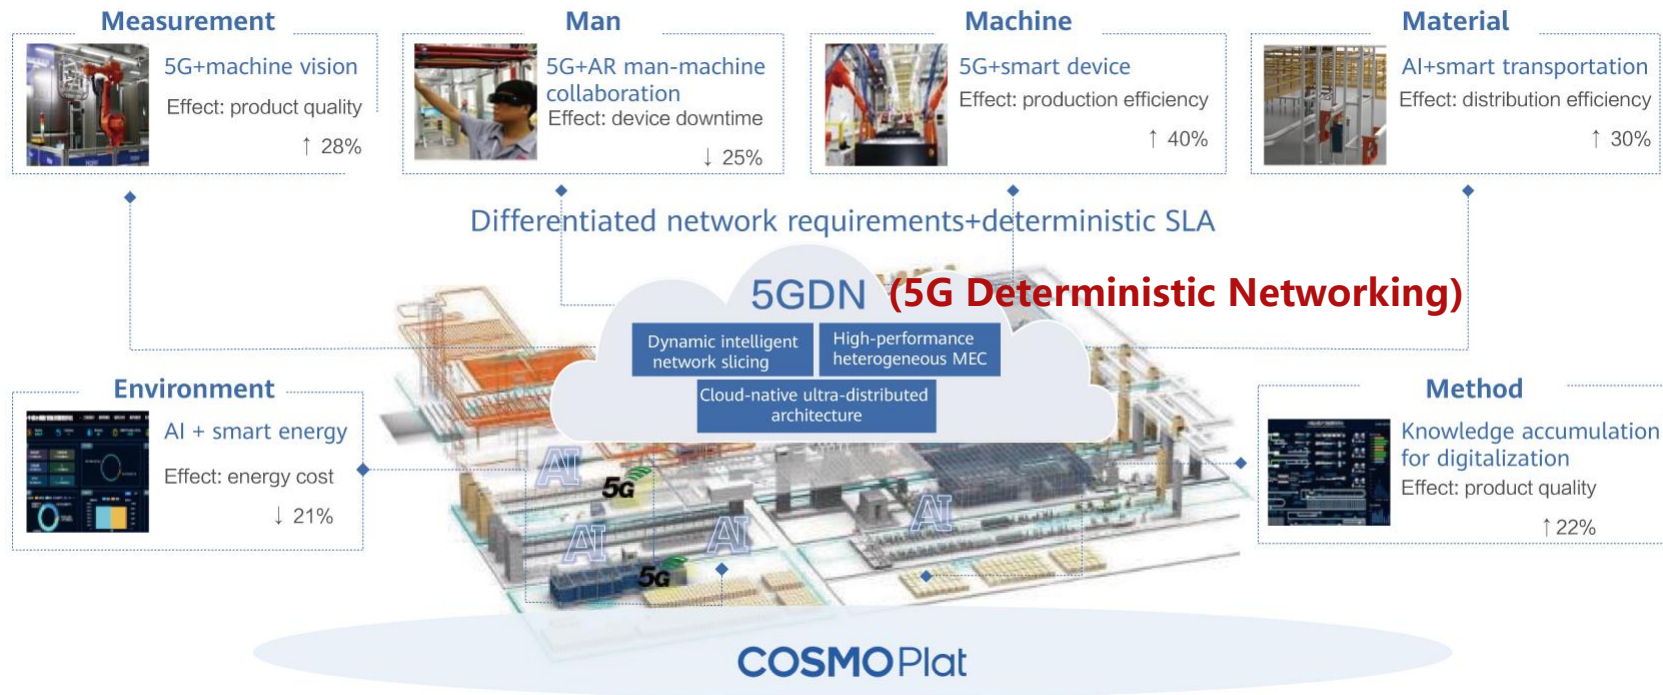 Measurement
5G+machine vision
Effect: product quality
↑ 28%
Man
5G+AR man-machine
collaboration
Effect: device downtime
↓ 25%
Machine
5G+smart device
Effect: production efficiency
↑ 40%
Material
AI+smart transportation
Effect: distribution efficiency
↑ 30%
Differentiated network requirements+deterministic SLA
5GDN (5G Deterministic Networking)
Dynamic intelligent
network slicing
High-performance
heterogeneous MEC
Cloud-native ultra-distributed
architecture
Environment
AI + smart energy
Effect: energy cost
↓ 21%
Method
Knowledge accumulation
for digitalization
Effect: product quality
↑ 22%
AI
5G
AI
AI
5G
AI
COSMOPlat